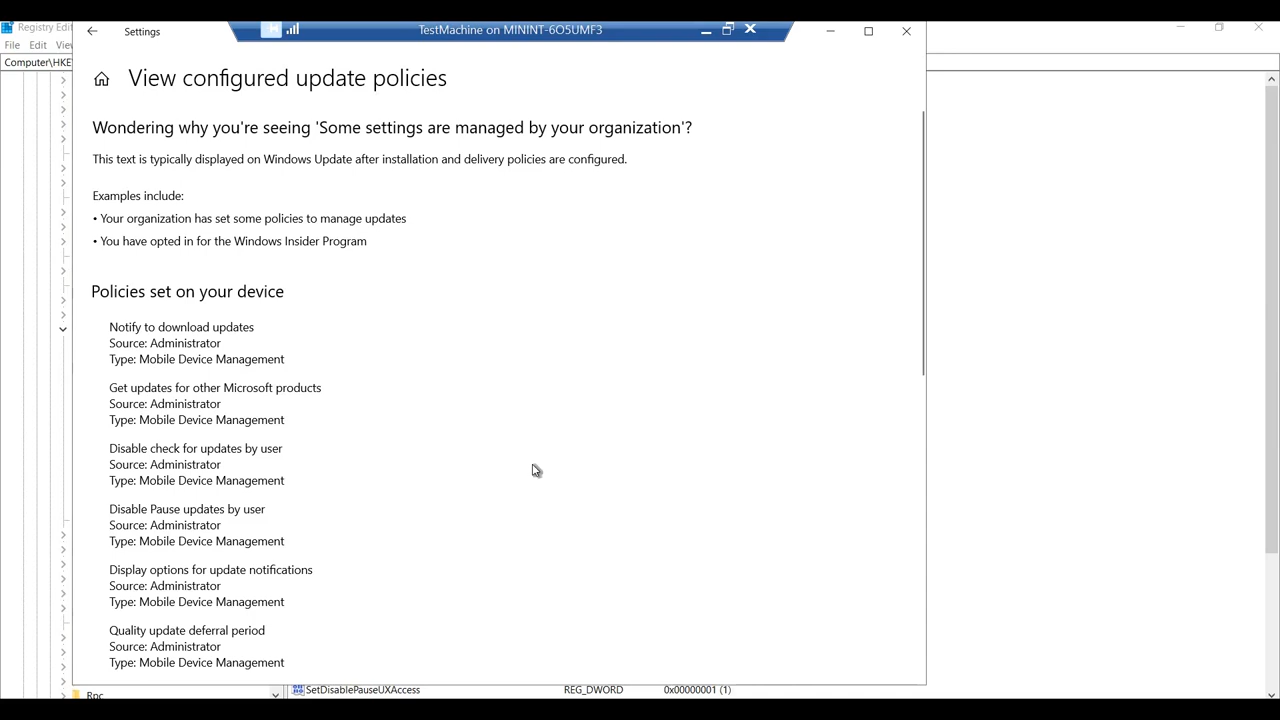 Registry Edi
File Edit Viev
Computer\HKE
Settings
TestMachine on MININT-6O5UMF3
View configured update policies
Wondering why you're seeing 'Some settings are managed by your organization'?
This text is typically displayed on Windows Update after installation and delivery policies are configured.
Examples include:
• Your organization has set some policies to manage updates
• You have opted in for the Windows Insider Program
Policies set on your device
Notify to download updates
Source: Administrator
Type: Mobile Device Management
Get updates for other Microsoft products
Source: Administrator
Type: Mobile Device Management
Disable check for updates by user
Source: Administrator
Type: Mobile Device Management
Disable Pause updates by user
Source: Administrator
Type: Mobile Device Management
Display options for update notifications
Source: Administrator
Type: Mobile Device Management
Quality update deferral period
Source: Administrator
Type: Mobile Device Management
Rpc
SetDisablePauseUXAccess REG_DWORD 0x00000001 (1)